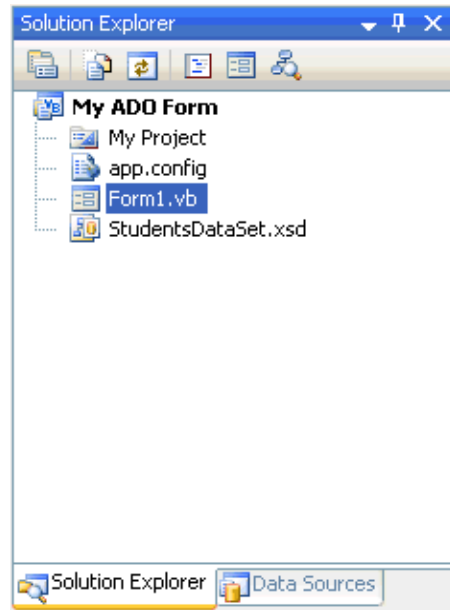 Solution Explorer
My ADO Form
My Project
app.config
Form1.vb
StudentsDataSet.xsd
Solution Explorer Data Sources